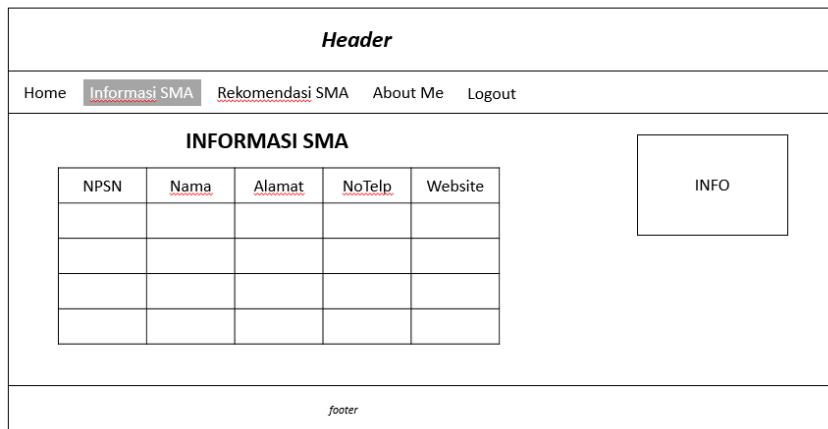 Header
Home Informasi SMA Rekomendasi SMA About Me Logout
INFORMASI SMA
NPSN Nama Alamat NoTelp Website
INFO
footer